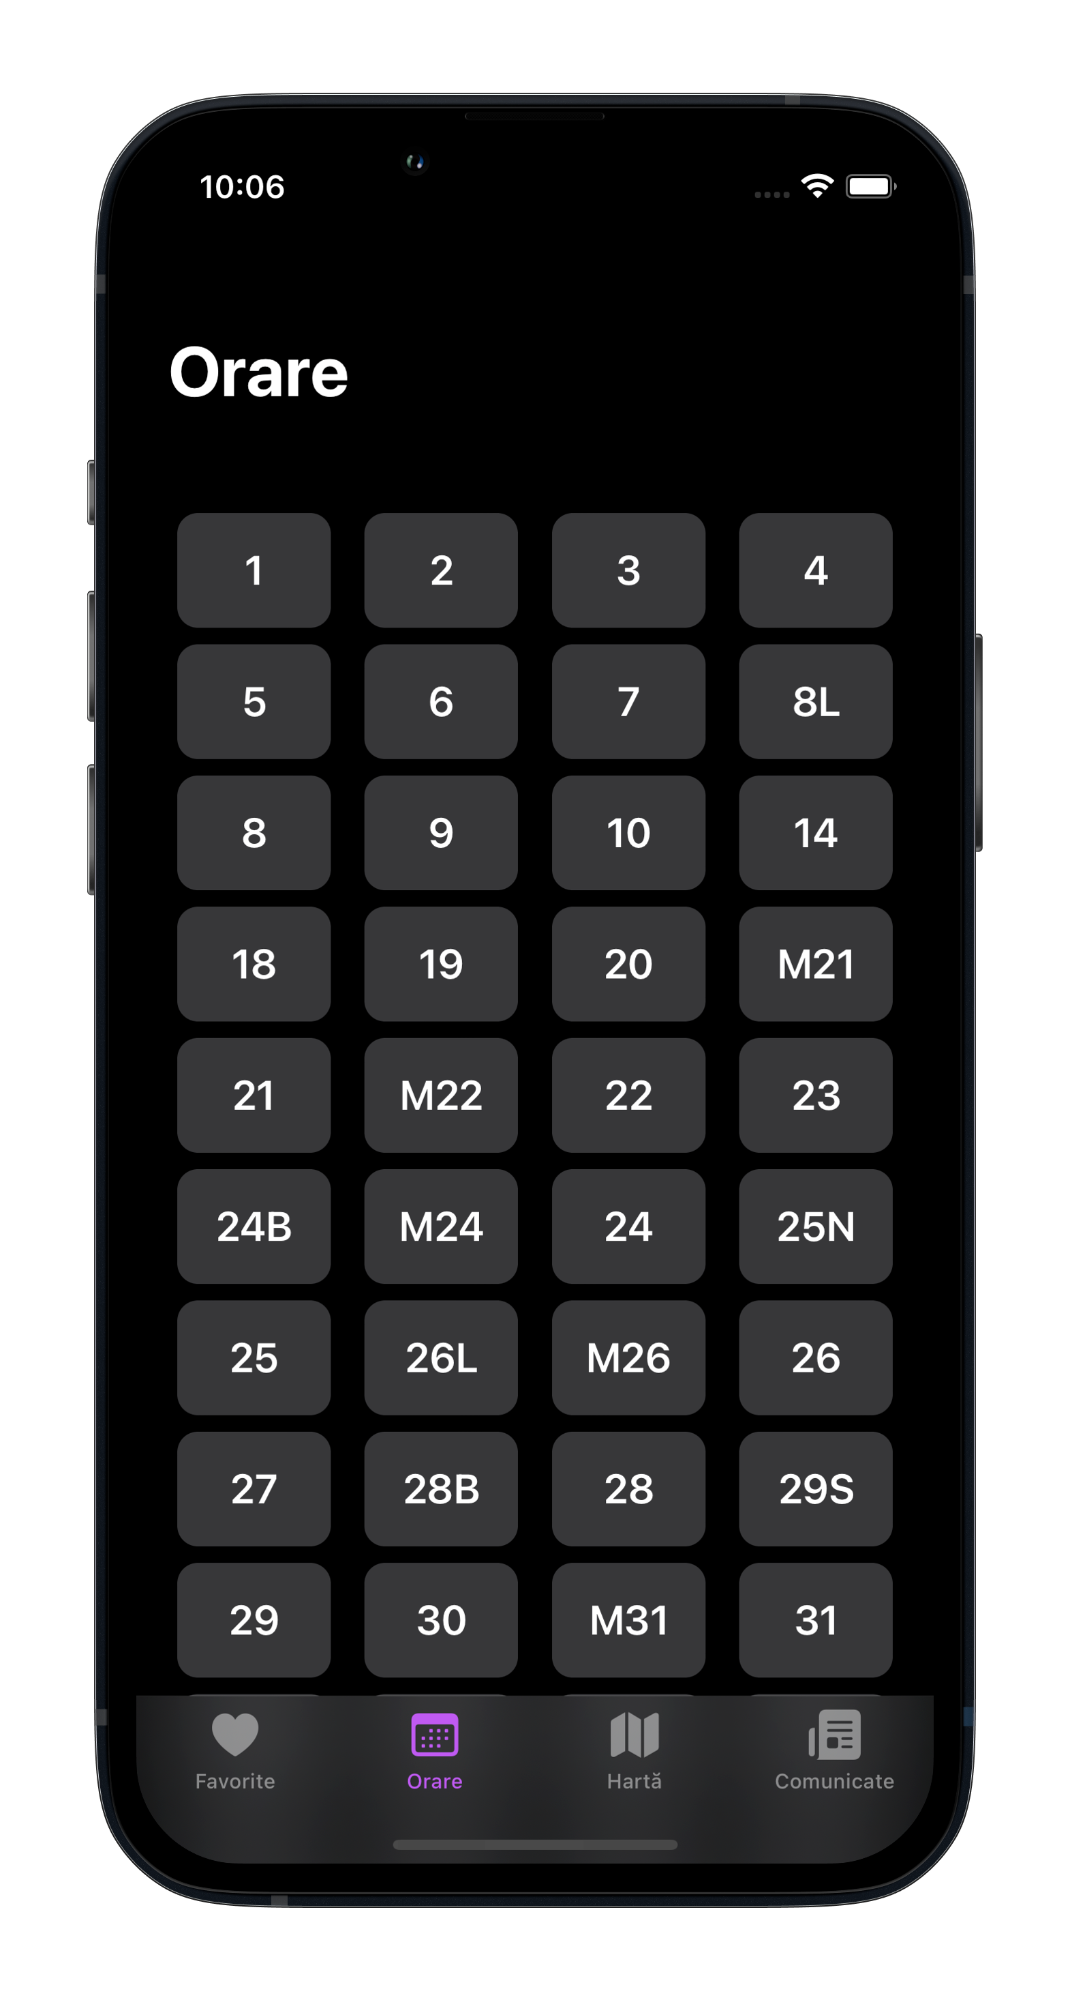 10:06
Orare
1 2 3 4
5 6 7 8L
8 9 10 14
18 19 20 M21
21 M22 22 23
24B M24 24 25N
25 26L M26 26
27 28B 28 29S
29 30 M31 31
Favorite Orare Hartă Comunicate